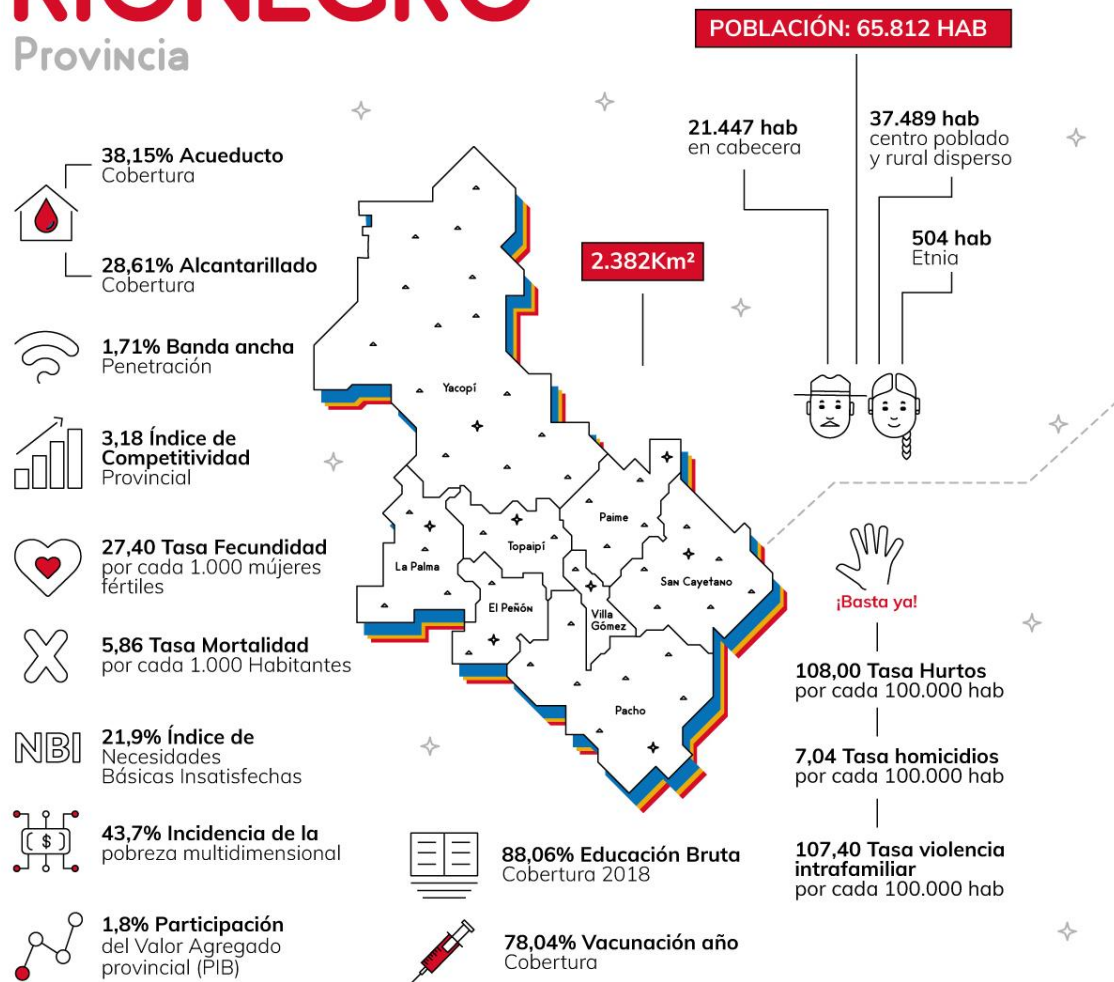 RIONEGRO
Provincia
POBLACIÓN: 65.812 HAB
21.447 hab
en cabecera
37.489 hab
centro poblado
y rural disperso
504 hab
Etnia
38,15% Acueducto
Cobertura
28,61% Alcantarillado
Cobertura
1,71% Banda ancha
Penetración
3,18 Índice de
Competitividad
Provincial
27,40 Tasa Fecundidad
por cada 1.000 mújeres
fértiles
5,86 Tasa Mortalidad
por cada 1.000 Habitantes
NBI
21,9% Índice de
Necesidades
Básicas Insatisfechas
$
43,7% Incidencia de la
pobreza multidimensional
1,8% Participación
del Valor Agregado
provincial (PIB)
2.382Km²
Yacopí
Paime
Topaipí
La Palma
San Cayetano
El Peñón
Villa
Gómez
Pacho
88,06% Educación Bruta
Cobertura 2018
78,04% Vacunación año
Cobertura
¡Basta ya!
108,00 Tasa Hurtos
por cada 100.000 hab
7,04 Tasa homicidios
por cada 100.000 hab
107,40 Tasa violencia
intrafamiliar
por cada 100.000 hab